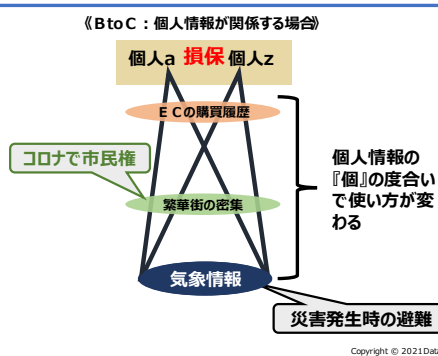 《BtoC：個人情報が関係する場合》
個人a 損保 個人z
ＥＣの購買履歴
コロナで市民権
個人情報の
『個』の度合い
で使い方が変
わる
繁華街の密集
気象情報
災害発生時の避難
Copyright © 2021Data